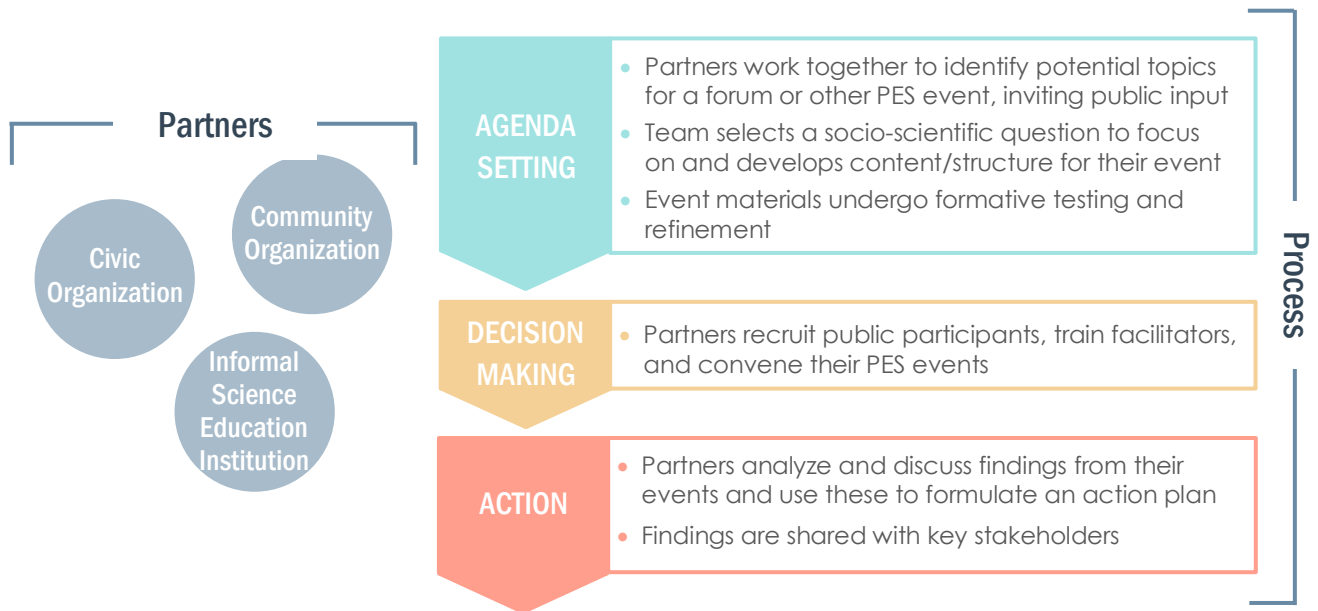 Partners
Community
Organization
Civic
Organization
Informal
Science
Education
Institution
AGENDA
SETTING
• Partners work together to identify potential topics
for a forum or other PES event, inviting public input
• Team selects a socio-scientific question to focus
on and develops content/structure for their event
• Event materials undergo formative testing and
refinement
DECISION
MAKING
• Partners recruit public participants, train facilitators,
and convene their PES events
ACTION
• Partners analyze and discuss findings from their
events and use these to formulate an action plan
• Findings are shared with key stakeholders
Process